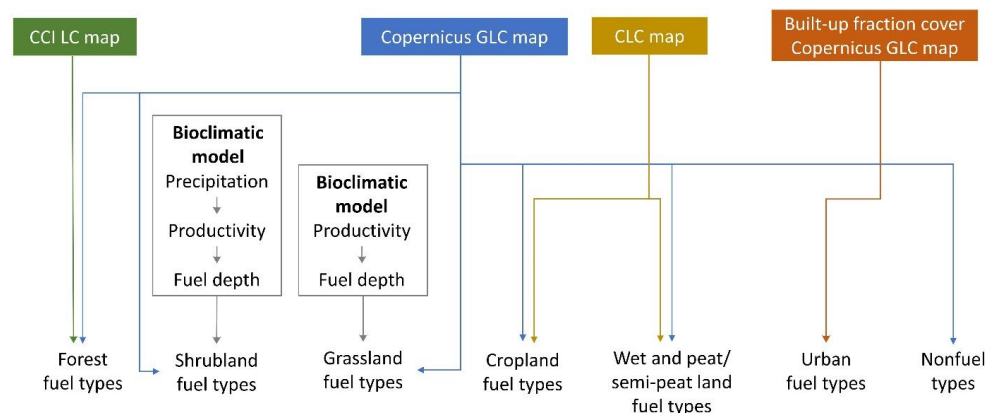 CCI LC map
Copernicus GLC map
CLC map
Built-up fraction cover
Copernicus GLC map
Bioclimatic
model
Precipitation
Productivity
Fuel depth
Bioclimatic
model
Productivity
Fuel depth
Forest
fuel types
Shrubland
fuel types
Grassland
fuel types
Cropland
fuel types
Wet and peat/
semi-peat land
fuel types
Urban
fuel types
Nonfuel
types